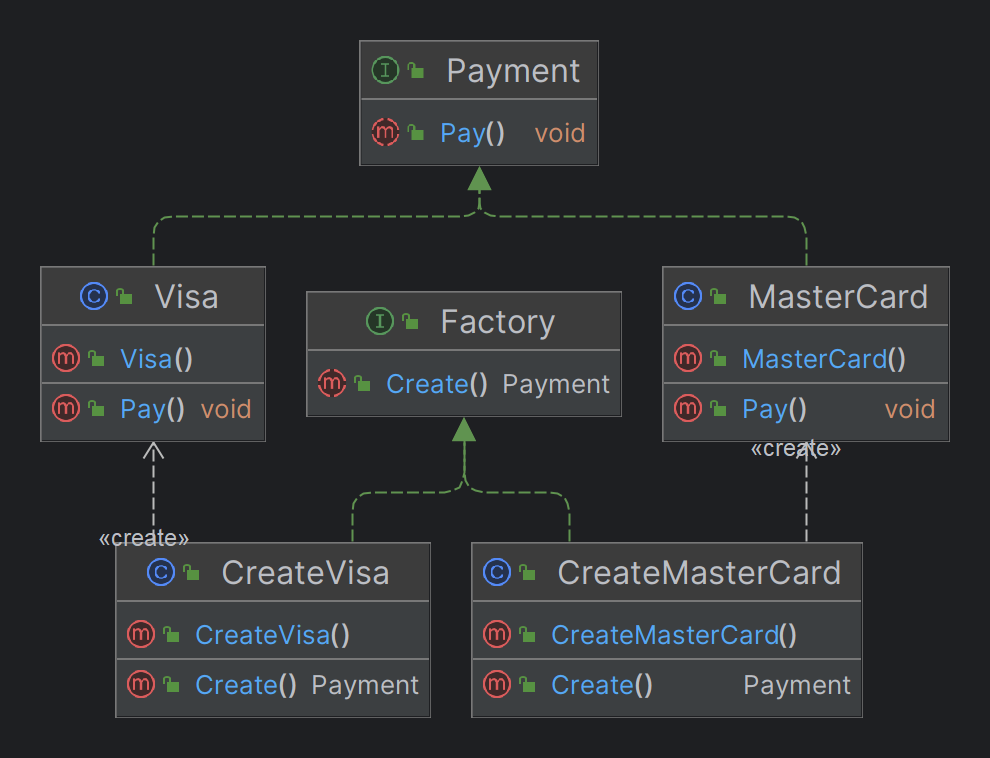 Payment
Pay() void
Visa
Visa()
Pay() void
Factory
Create() Payment
MasterCard
MasterCard()
Pay() void
«create»
«create»
CreateVisa
CreateVisa()
Create() Payment
CreateMasterCard
CreateMasterCard()
Create() Payment